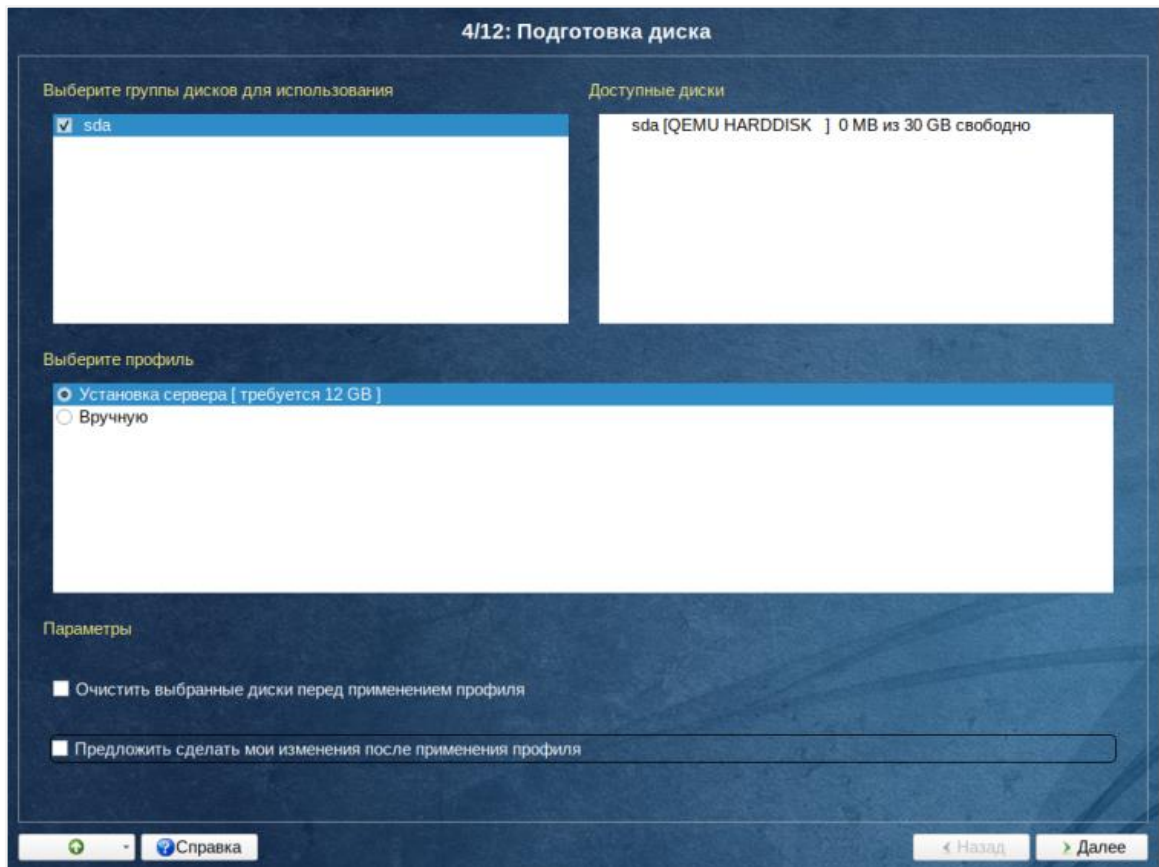 4/12: Подготовка диска
Выберите группы дисков для использования
sda
Доступные диски
sda [QEMU HARDDISK ] 0 MB из 30 GB свободно
Выберите профиль
Установка сервера [ требуется 12 GB ]
Вручную
Параметры
Очистить выбранные диски перед применением профиля
Предложить сделать мои изменения после применения профиля
Справка
Назад
Далее